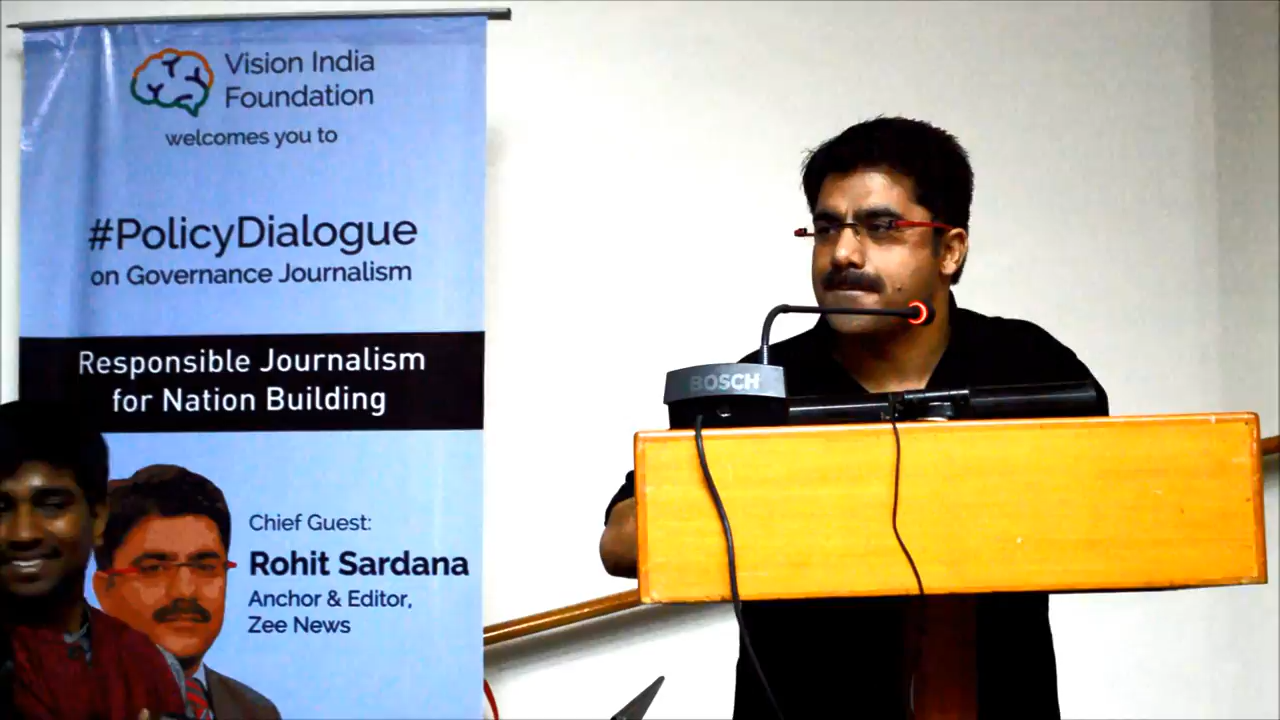 Vision India
Foundation
welcomes you to
#PolicyDialogue
on Governance Journalism
Responsible Journalism
for Nation Building
Chief Guest:
Rohit Sardana
Anchor & Editor,
Zee News
BOSCH